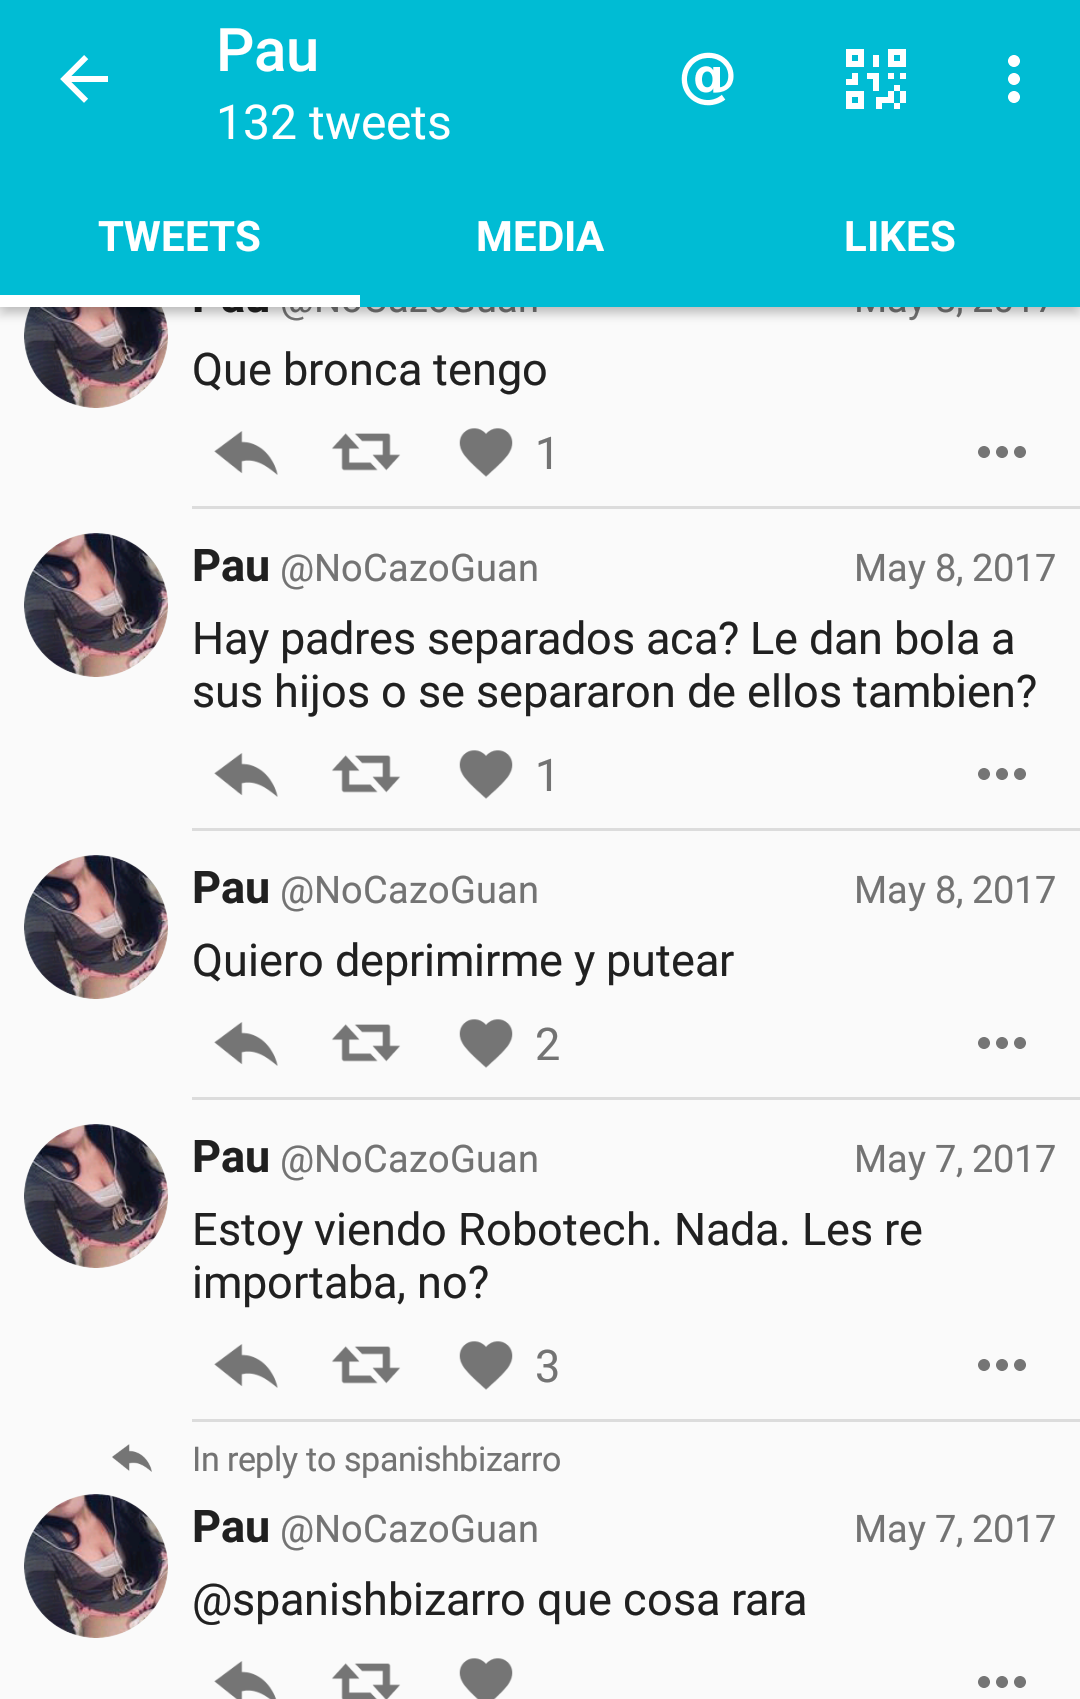 Pau
132 tweets
TWEETS
MEDIA
LIKES
Pau @NoCazoGuan
Que bronca tengo
1
Pau @NoCazoGuan May 8, 2017
Hay padres separados aca? Le dan bola a
sus hijos o se separaron de ellos tambien?
1
Pau @NoCazoGuan May 8, 2017
Quiero deprimirme y putear
2
Pau @NoCazoGuan May 7, 2017
Estoy viendo Robotech. Nada. Les re
importaba, no?
3
In reply to spanishbizarro
Pau @NoCazoGuan May 7, 2017
@spanishbizarro que cosa rara